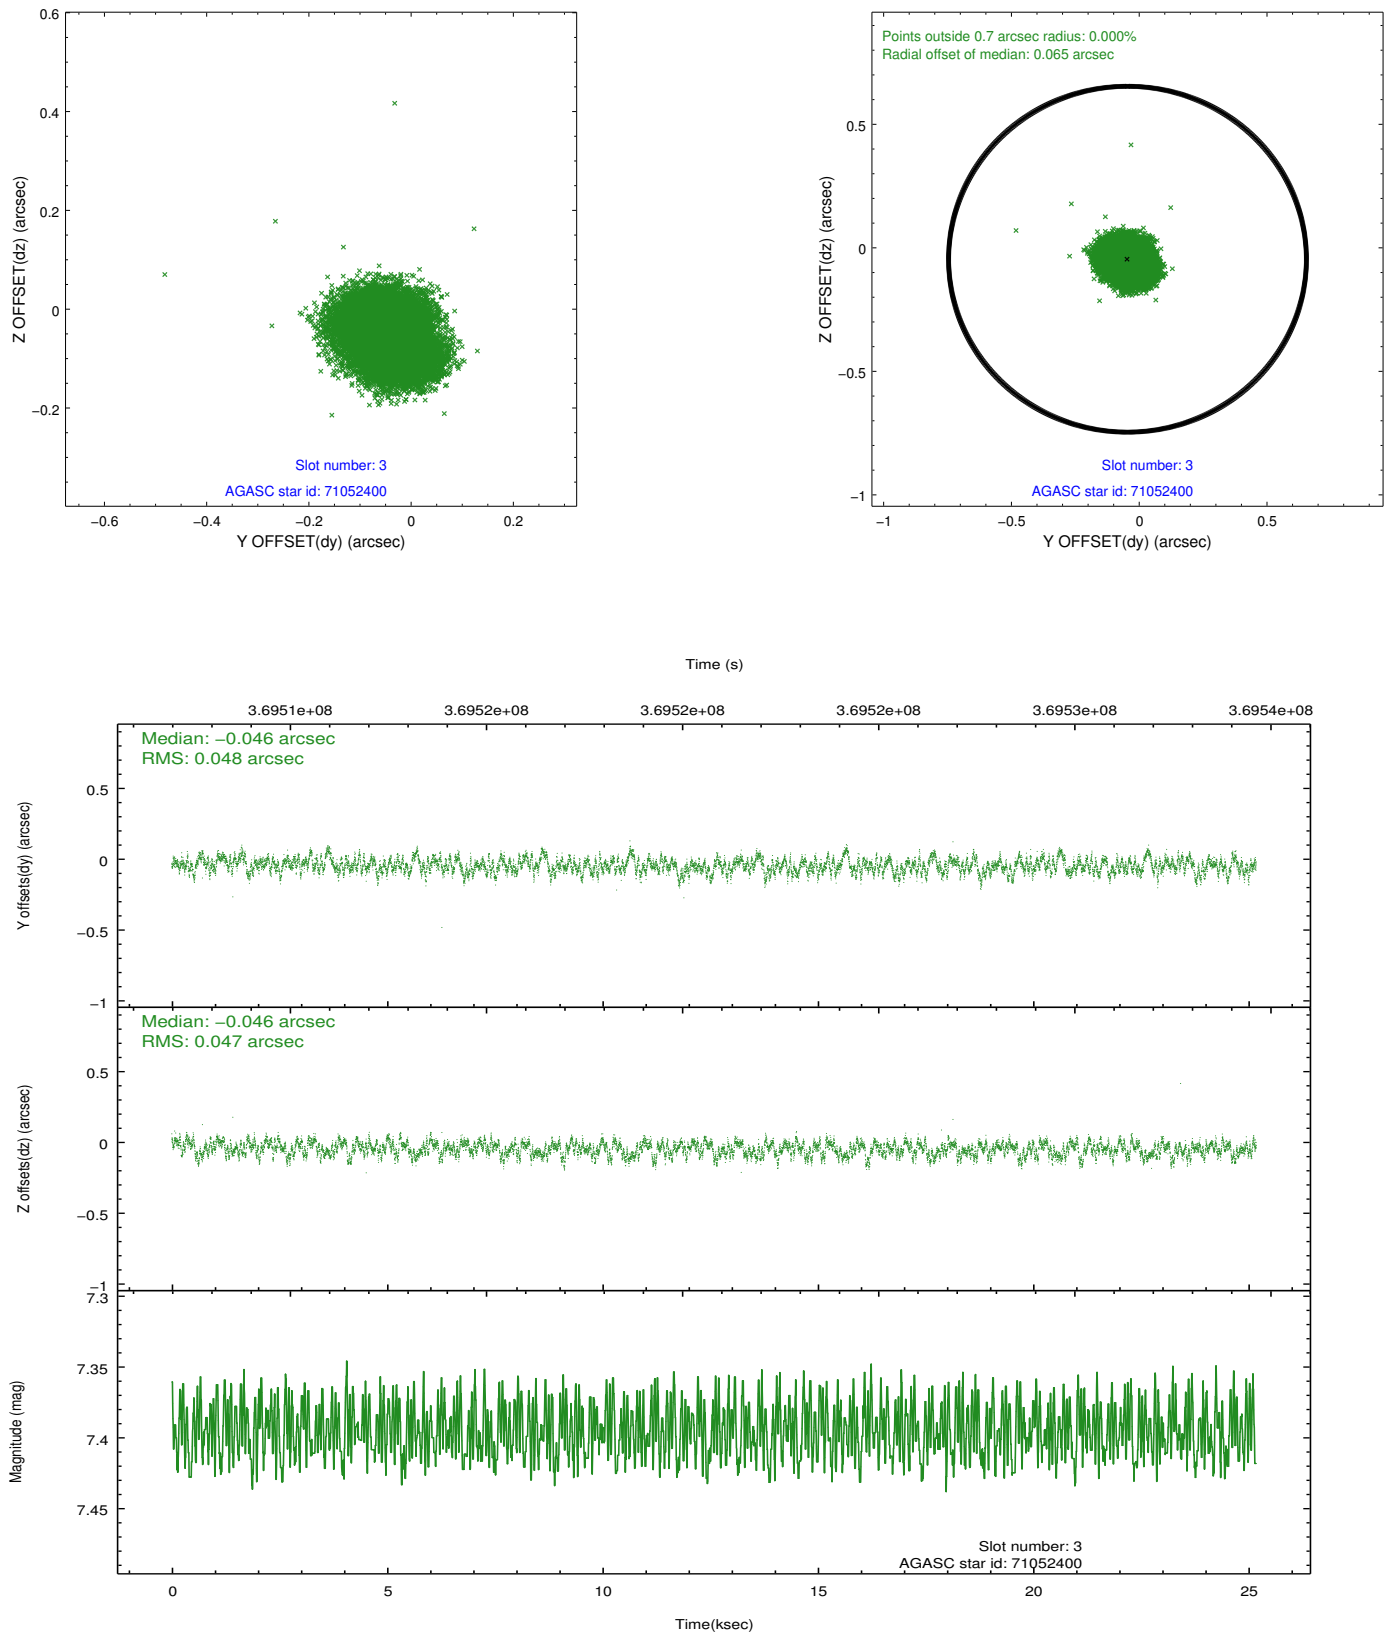 0.6
0.4
0.2
0
−0.2
−0.6
−0.4
−0.2
0
0.2
Z OFFSET(dz) (arcsec)
Y OFFSET(dy) (arcsec)
Slot number: 3
AGASC star id: 71052400
Points outside 0.7 arcsec radius: 0.000%
Radial offset of median: 0.065 arcsec
0.5
0
−0.5
−1
−1
−0.5
0
0.5
Z OFFSET(dz) (arcsec)
Y OFFSET(dy) (arcsec)
Slot number: 3
AGASC star id: 71052400
Time (s)
3.6951e+08
3.6952e+08
3.6952e+08
3.6952e+08
3.6953e+08
3.6954e+08
Median: −0.046 arcsec
RMS: 0.048 arcsec
0.5
0
−0.5
−1
Y offsets(dy) (arcsec)
Median: −0.046 arcsec
RMS: 0.047 arcsec
0.5
0
−0.5
−1
Z offsets(dz) (arcsec)
7.3
7.35
7.4
7.45
Magnitude (mag)
Slot number: 3
AGASC star id: 71052400
0
5
10
15
20
25
Time(ksec)